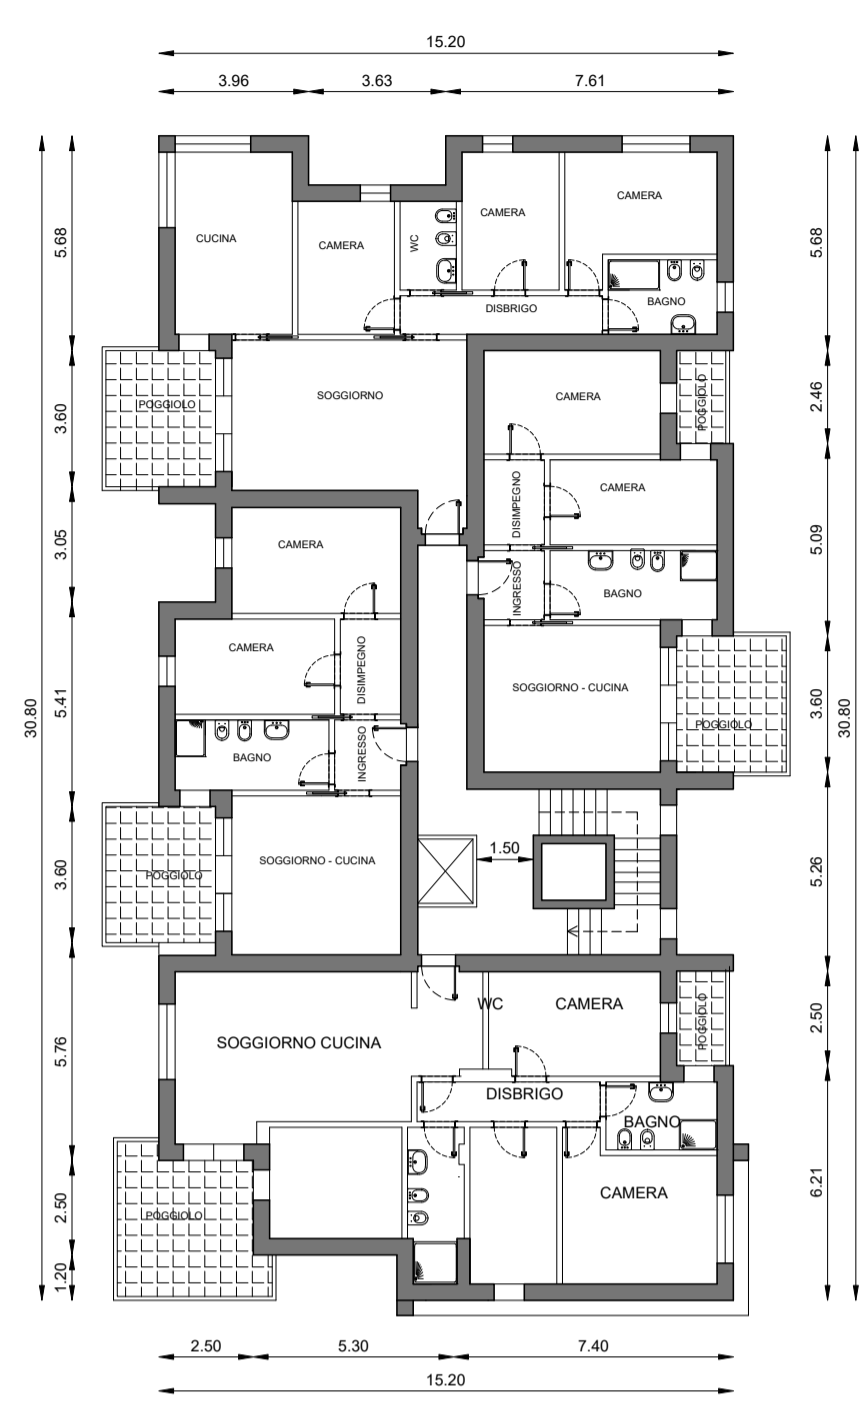 15.20
3.96 3.63 7.61
CUCINA
CAMERA
WC
CAMERA
CAMERA
5.68
5.68
DISBRIGO
BAGNO
POGGIOLO
SOGGIORNO
CAMERA
POGGIOLO
3.60
2.46
DISIMPEGNO
CAMERA
CAMERA
3.05
5.09
INGRESSO
BAGNO
CAMERA
DISIMPEGNO
SOGGIORNO - CUCINA
POGGIOLO
30.80
5.41
3.60
30.80
BAGNO
INGRESSO
POGGIOLO
SOGGIORNO - CUCINA
1.50
3.60
5.26
WC
CAMERA
POGGIOLO
SOGGIORNO CUCINA
5.76
2.50
DISBRIGO
BAGNO
CAMERA
POGGIOLO
2.50
6.21
1.20
2.50 5.30 7.40
15.20